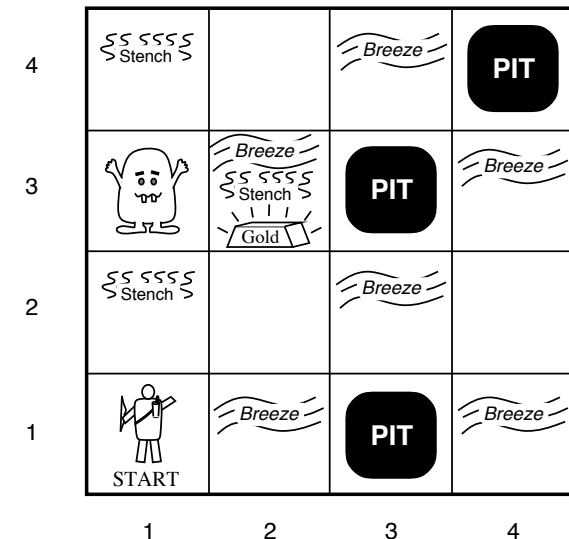 4
Stench
Breeze
PIT
3
Breeze
Stench
Gold
PIT
Breeze
2
Stench
Breeze
1
START
Breeze
PIT
Breeze
1 2 3 4